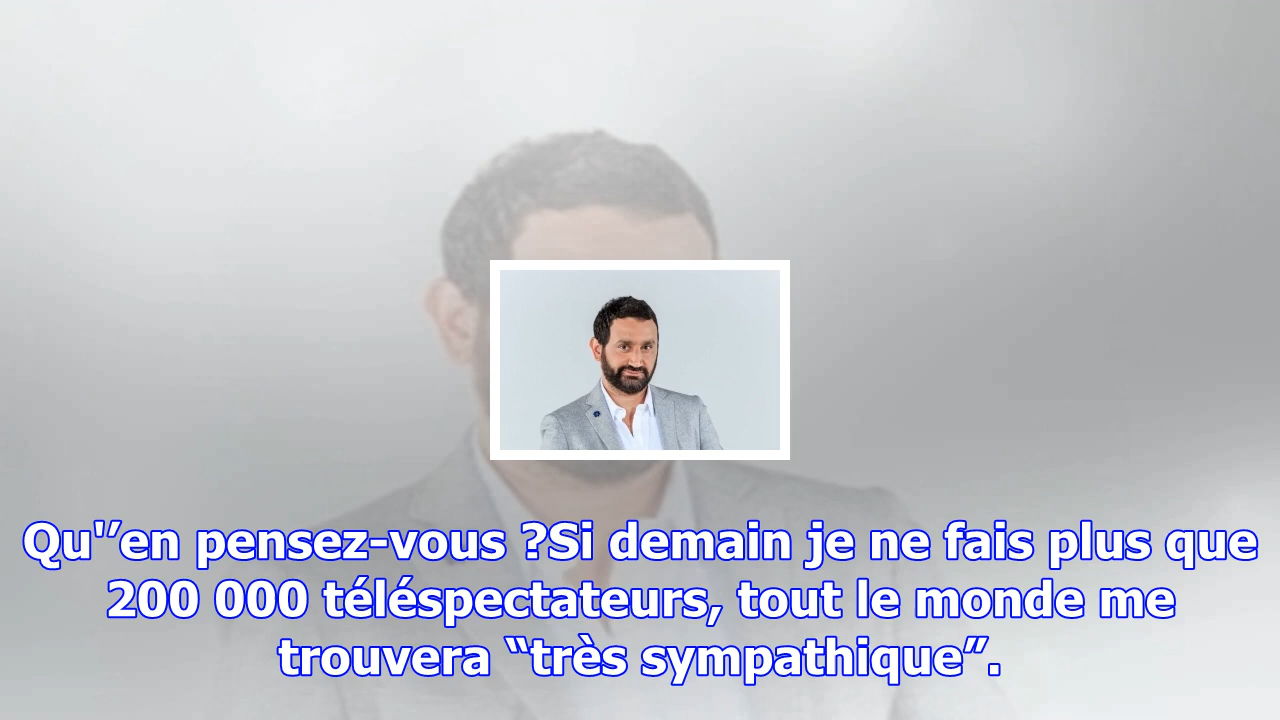 Qu'’en pensez-vous ?Si demain je ne fais plus que
200 000 téléspectateurs, tout le monde me
trouvera “très sympathique”.